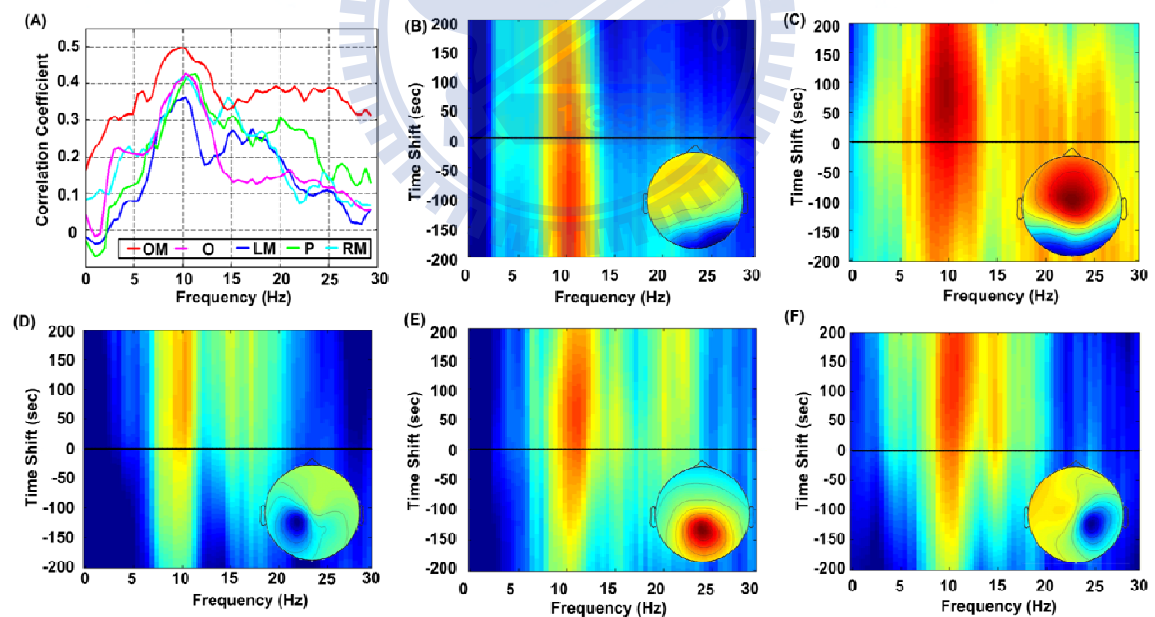 (A)
Correlation Coefficient
0.5
0.4
0.3
0.2
0.1
0
OM O LM P RM
0 5 10 15 20 25 30
Frequency (Hz)
(B)
Time Shift (sec)
200
150
100
50
0
-50
-100
-150
-200
0 5 10 15 20 25 30
Frequency (Hz)
(C)
Time Shift (sec)
200
150
100
50
0
-50
-100
-150
-200
0 5 10 15 20 25 30
Frequency (Hz)
(D)
Time Shift (sec)
200
150
100
50
0
-50
-100
-150
-200
0 5 10 15 20 25 30
Frequency (Hz)
(E)
Time Shift (sec)
200
150
100
50
0
-50
-100
-150
-200
0 5 10 15 20 25 30
Frequency (Hz)
(F)
Time Shift (sec)
200
150
100
50
0
-50
-100
-150
-200
0 5 10 15 20 25 30
Frequency (Hz)